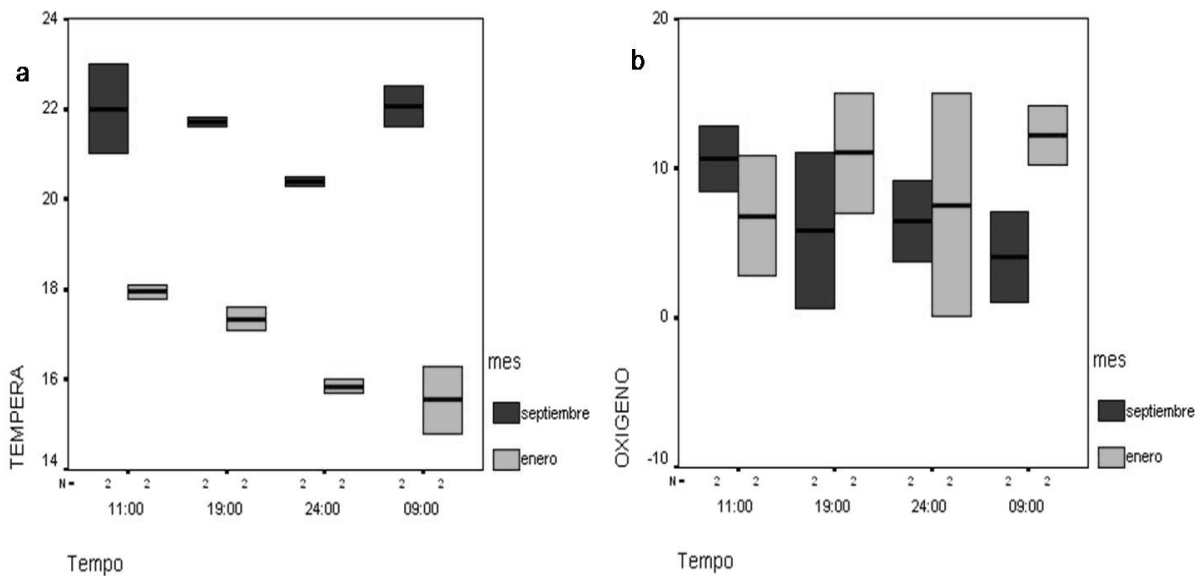 a
TEMPERA
24
22
20
18
16
14
N= 2 2 2 2 2 2 2 2
11:00 19:00 24:00 09:00
Tempo
mes
septiembre
enero
b
OXIGENO
20
10
0
-10
N= 2 2 2 2 2 2 2 2
11:00 19:00 24:00 09:00
Tempo
mes
septiembre
enero